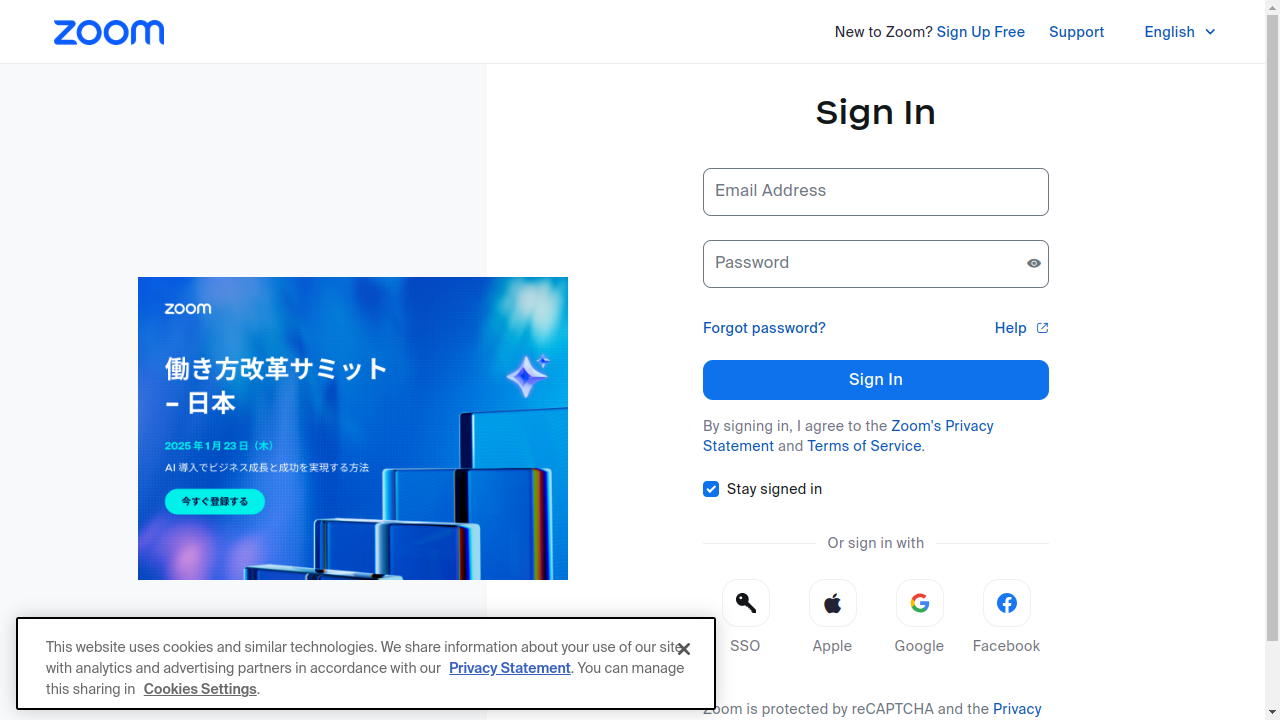 zoom
New to Zoom? Sign Up Free
Support
English
Sign In
Email Address
Password
Forgot password?
Help
Sign In
By signing in, I agree to the Zoom's Privacy
Statement and Terms of Service.
Stay signed in
Or sign in with
SSO
Apple
Google
Facebook
Zoom is protected by reCAPTCHA and the Privacy
zoom
働き方改革サミット
– 日本
2025 年 1 月 23 日（木）
AI 導入でビジネス成長と成功を実現する方法
今すぐ登録する
This website uses cookies and similar technologies. We share information about your use of our site
with analytics and advertising partners in accordance with our Privacy Statement. You can manage
this sharing in Cookies Settings.